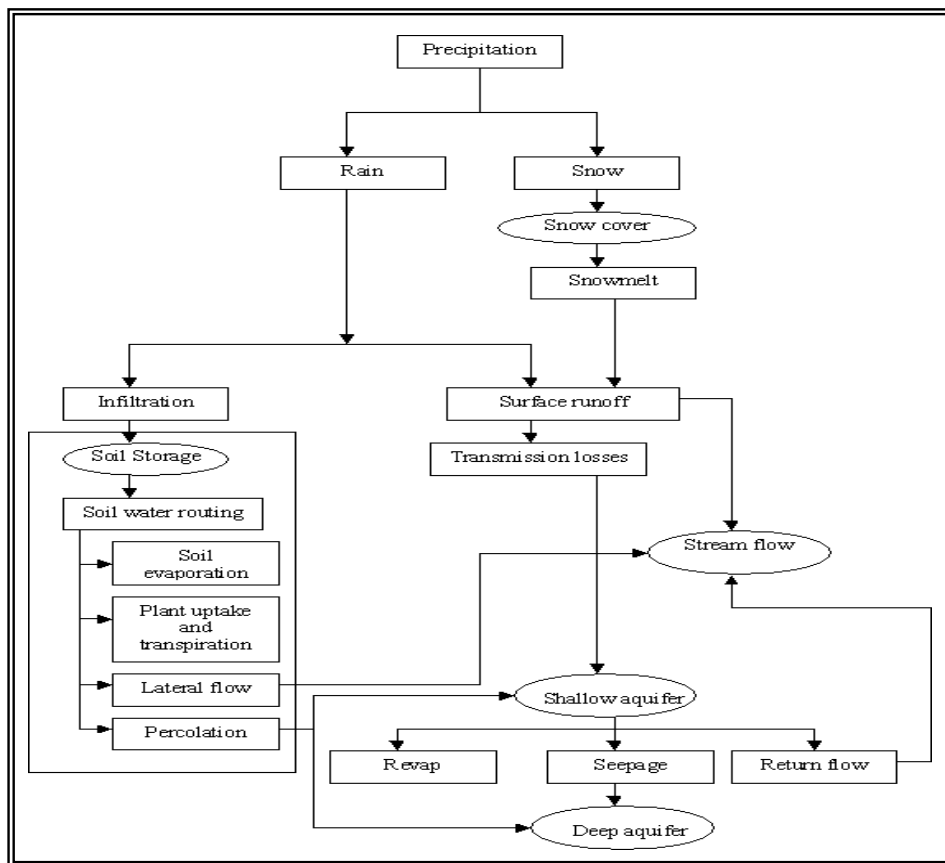 Precipitation
Rain
Snow
Snow cover
Snowmelt
Infiltration
Surface runoff
Soil Storage
Transmission losses
Soil water routing
Stream flow
Soil
evaporation
Plant uptake
and
transpiration
Lateral flow
Shallow aquifer
Percolation
Revap
Seepage
Return flow
Deep aquifer